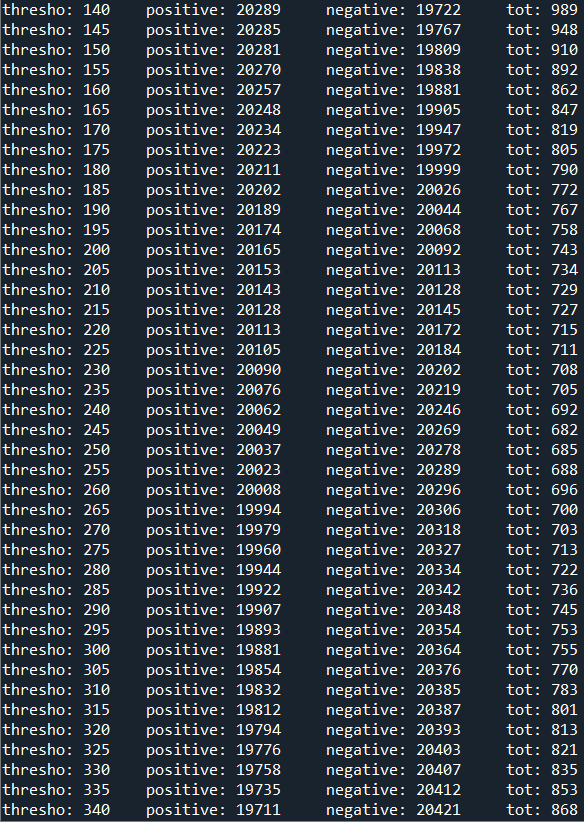 thresho: 140 positive: 20289 negative: 19722 tot: 989
thresho: 145 positive: 20285 negative: 19767 tot: 948
thresho: 150 positive: 20281 negative: 19809 tot: 910
thresho: 155 positive: 20270 negative: 19838 tot: 892
thresho: 160 positive: 20257 negative: 19881 tot: 862
thresho: 165 positive: 20248 negative: 19905 tot: 847
thresho: 170 positive: 20234 negative: 19947 tot: 819
thresho: 175 positive: 20223 negative: 19972 tot: 805
thresho: 180 positive: 20211 negative: 19999 tot: 790
thresho: 185 positive: 20202 negative: 20026 tot: 772
thresho: 190 positive: 20189 negative: 20044 tot: 767
thresho: 195 positive: 20174 negative: 20068 tot: 758
thresho: 200 positive: 20165 negative: 20092 tot: 743
thresho: 205 positive: 20153 negative: 20113 tot: 734
thresho: 210 positive: 20143 negative: 20128 tot: 729
thresho: 215 positive: 20128 negative: 20145 tot: 727
thresho: 220 positive: 20113 negative: 20172 tot: 715
thresho: 225 positive: 20105 negative: 20184 tot: 711
thresho: 230 positive: 20090 negative: 20202 tot: 708
thresho: 235 positive: 20076 negative: 20219 tot: 705
thresho: 240 positive: 20062 negative: 20246 tot: 692
thresho: 245 positive: 20049 negative: 20269 tot: 682
thresho: 250 positive: 20037 negative: 20278 tot: 685
thresho: 255 positive: 20023 negative: 20289 tot: 688
thresho: 260 positive: 20008 negative: 20296 tot: 696
thresho: 265 positive: 19994 negative: 20306 tot: 700
thresho: 270 positive: 19979 negative: 20318 tot: 703
thresho: 275 positive: 19960 negative: 20327 tot: 713
thresho: 280 positive: 19944 negative: 20334 tot: 722
thresho: 285 positive: 19922 negative: 20342 tot: 736
thresho: 290 positive: 19907 negative: 20348 tot: 745
thresho: 295 positive: 19893 negative: 20354 tot: 753
thresho: 300 positive: 19881 negative: 20364 tot: 755
thresho: 305 positive: 19854 negative: 20376 tot: 770
thresho: 310 positive: 19832 negative: 20385 tot: 783
thresho: 315 positive: 19812 negative: 20387 tot: 801
thresho: 320 positive: 19794 negative: 20393 tot: 813
thresho: 325 positive: 19776 negative: 20403 tot: 821
thresho: 330 positive: 19758 negative: 20407 tot: 835
thresho: 335 positive: 19735 negative: 20412 tot: 853
thresho: 340 positive: 19711 negative: 20421 tot: 868